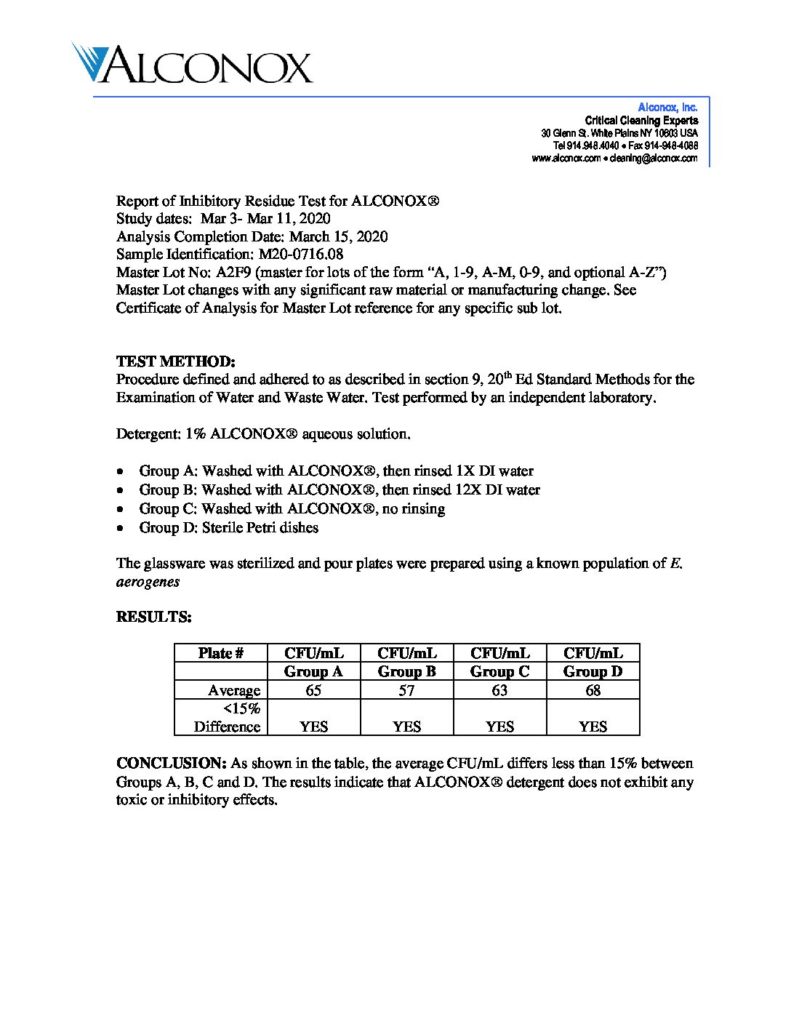 ALCONOX
Alconox, Inc.
Critical Cleaning Experts
30 Glenn St. White Plains NY 10603 USA
Tel 914.948.4040 • Fax 914-948-4088
www.alconox.com • cleaning@alconox.com
Report of Inhibitory Residue Test for ALCONOX®
Study dates: Mar 3- Mar 11, 2020
Analysis Completion Date: March 15, 2020
Sample Identification: M20-0716.08
Master Lot No: A2F9 (master for lots of the form “A, 1-9, A-M, 0-9, and optional A-Z”)
Master Lot changes with any significant raw material or manufacturing change. See
Certificate of Analysis for Master Lot reference for any specific sub lot.
TEST METHOD:
Procedure defined and adhered to as described in section 9, 20th Ed Standard Methods for the
Examination of Water and Waste Water. Test performed by an independent laboratory.
Detergent: 1% ALCONOX® aqueous solution.
• Group A: Washed with ALCONOX®, then rinsed 1X DI water
• Group B: Washed with ALCONOX®, then rinsed 12X DI water
• Group C: Washed with ALCONOX®, no rinsing
• Group D: Sterile Petri dishes
The glassware was sterilized and pour plates were prepared using a known population of E.
aerogenes
RESULTS:
Plate # CFU/mL CFU/mL CFU/mL CFU/mL
Group A Group B Group C Group D
Average 65 57 63 68
<15%
Difference YES YES YES YES
CONCLUSION: As shown in the table, the average CFU/mL differs less than 15% between
Groups A, B, C and D. The results indicate that ALCONOX® detergent does not exhibit any
toxic or inhibitory effects.